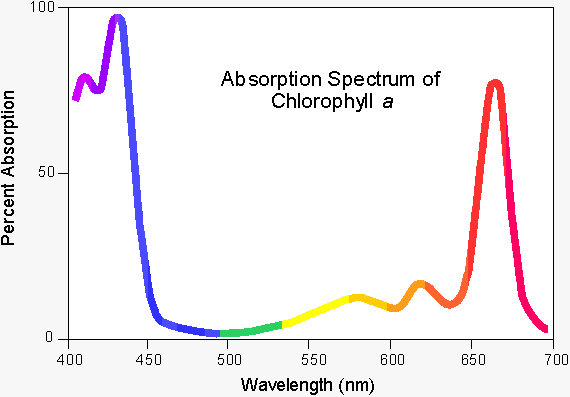 100
Absorption Spectrum of
Chlorophyll a
Percent Absorption
50
0
400 450 500 550 600 650 700
Wavelength (nm)